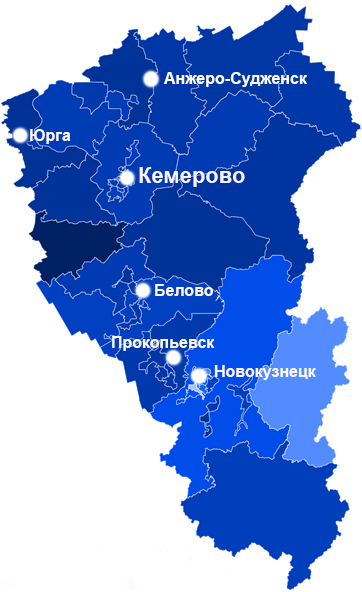 Анжеро-Судженск
Юрга
Кемерово
Белово
Прокопьевск
Новокузнецк